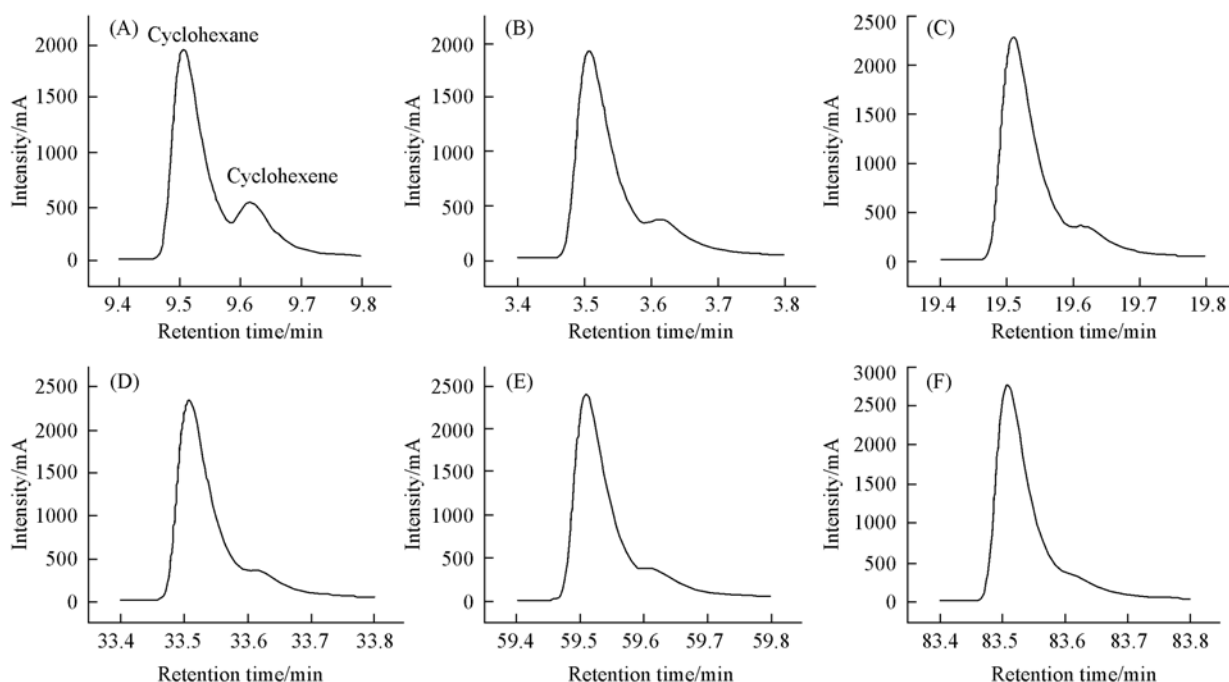 (A)
Cyclohexane
Cyclohexene
2000
1500
1000
500
0
Intensity/mA
9.4 9.5 9.6 9.7 9.8
Retention time/min
(B)
2000
1500
1000
500
0
Intensity/mA
3.4 3.5 3.6 3.7 3.8
Retention time/min
(C)
2500
2000
1500
1000
500
0
Intensity/mA
19.4 19.5 19.6 19.7 19.8
Retention time/min
(D)
2500
2000
1500
1000
500
0
Intensity/mA
33.4 33.5 33.6 33.7 33.8
Retention time/min
(E)
2500
2000
1500
1000
500
0
Intensity/mA
59.4 59.5 59.6 59.7 59.8
Retention time/min
(F)
3000
2500
2000
1500
1000
500
0
Intensity/mA
83.4 83.5 83.6 83.7 83.8
Retention time/min